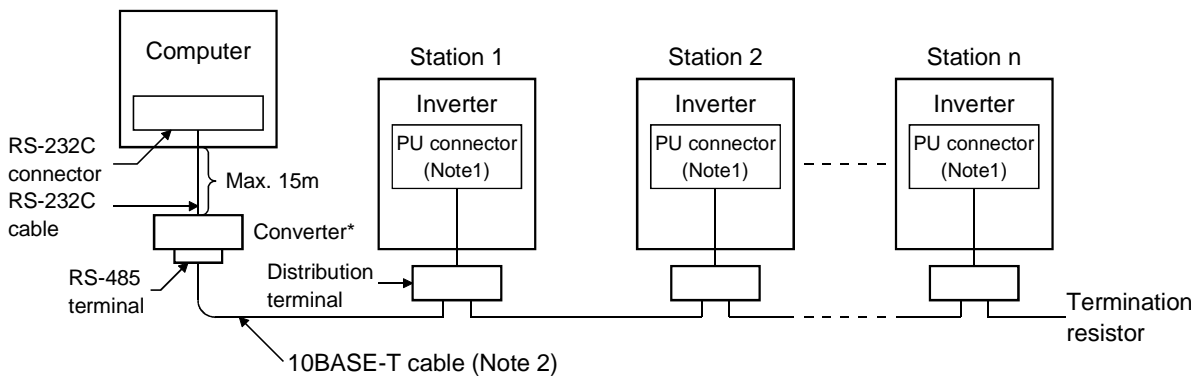 Computer
RS-232C
connector
RS-232C
cable
Max. 15m
Converter*
RS-485
terminal
10BASE-T cable (Note 2)
Distribution
terminal
Station 1
Inverter
PU connector
(Note1)
Station 2
Inverter
PU connector
(Note1)
Station n
Inverter
PU connector
(Note1)
Termination
resistor